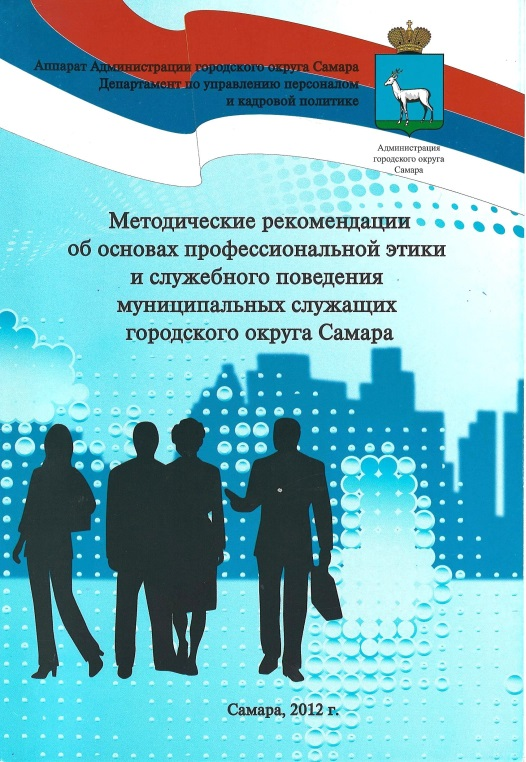 Аппарат Администрации городского округа Самара
Департамент по управлению персоналом
и кадровой политике
Администрация
городского округа
Самара
Методические рекомендации
об основах профессиональной этики
и служебного поведения
муниципальных служащих
городского округа Самара
Самара, 2012 г.